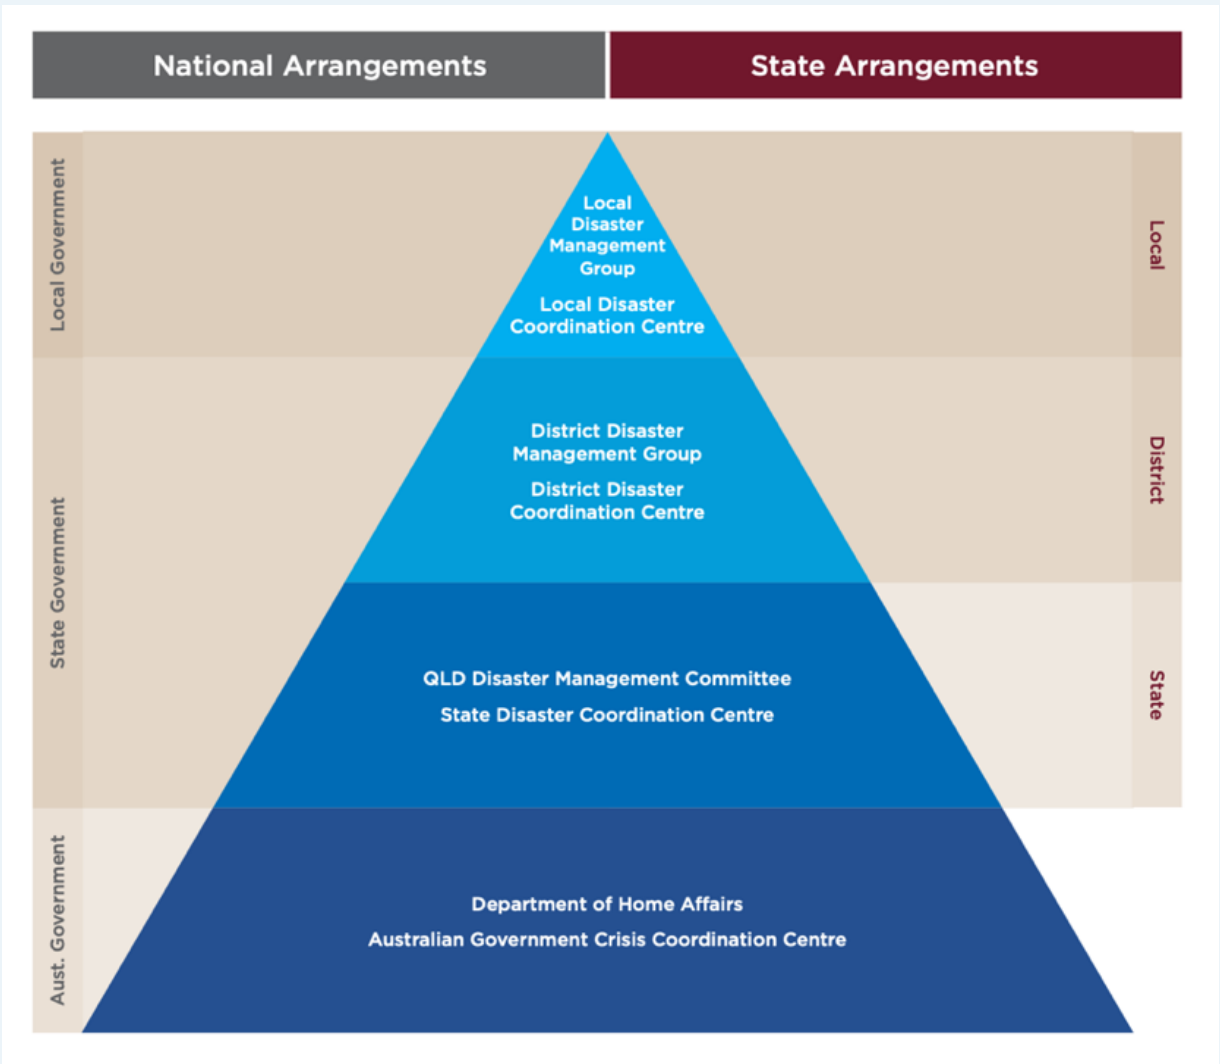 National Arrangements
State Arrangements
Local Government
Local
Disaster
Management
Group
Local Disaster
Coordination Centre
Local
State Government
District Disaster
Management Group
District Disaster
Coordination Centre
District
QLD Disaster Management Committee
State Disaster Coordination Centre
State
Aust. Government
Department of Home Affairs
Australian Government Crisis Coordination Centre